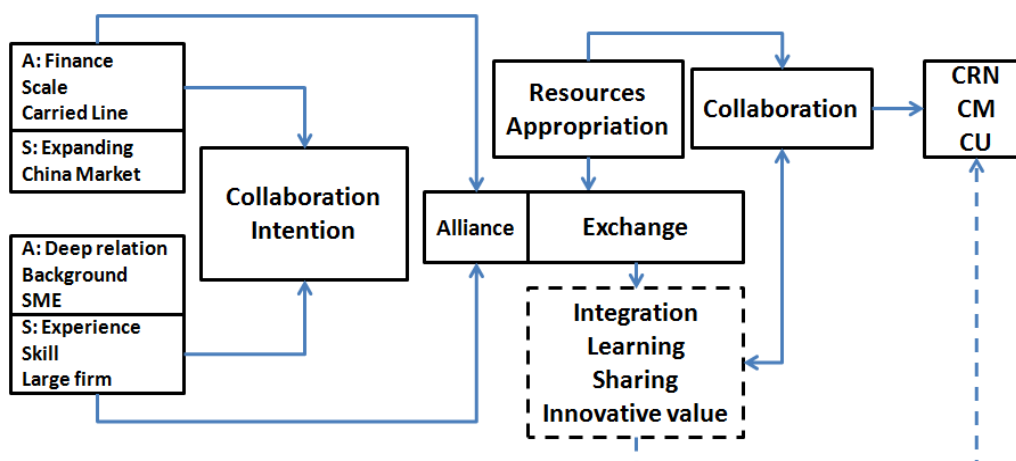 A: Finance
Scale
Carried Line
S: Expanding
China Market
A: Deep relation
Background
SME
S: Experience
Skill
Large firm
Collaboration
Intention
Resources
Appropriation
Alliance
Exchange
Integration
Learning
Sharing
Innovative value
Collaboration
CRN
CM
CU